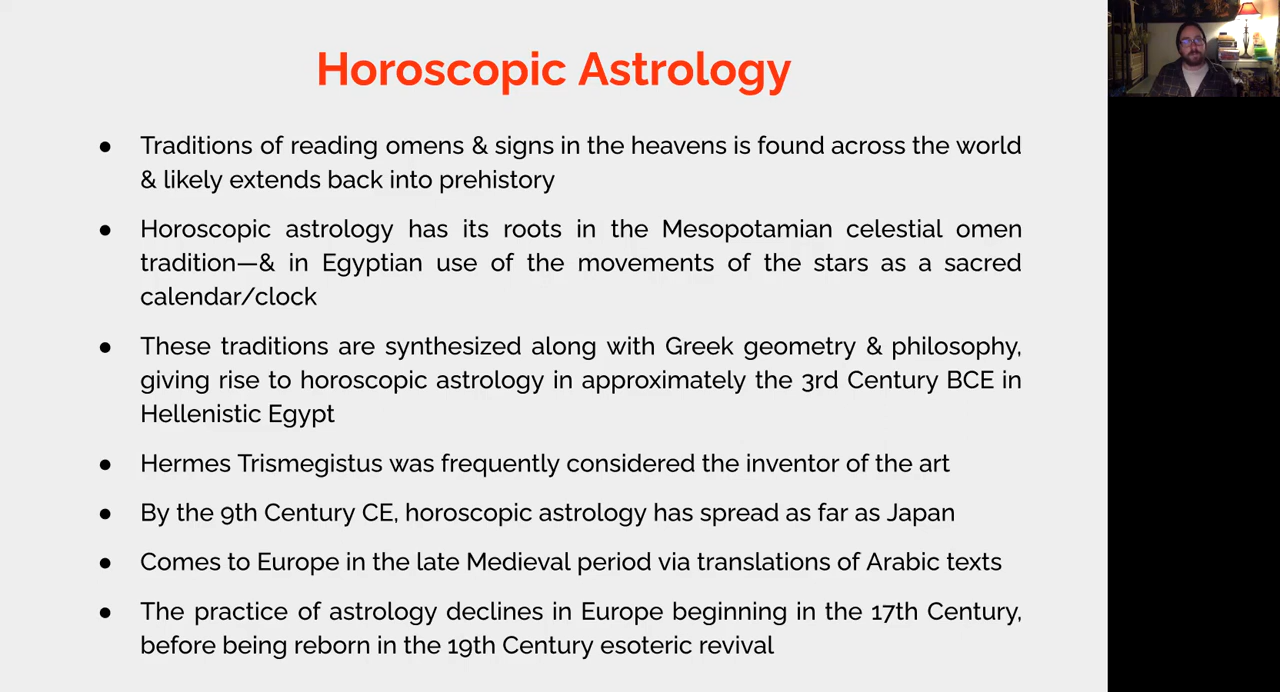 Horoscopic Astrology
● Traditions of reading omens & signs in the heavens is found across the world
& likely extends back into prehistory
● Horoscopic astrology has its roots in the Mesopotamian celestial omen
tradition—& in Egyptian use of the movements of the stars as a sacred
calendar/clock
● These traditions are synthesized along with Greek geometry & philosophy,
giving rise to horoscopic astrology in approximately the 3rd Century BCE in
Hellenistic Egypt
● Hermes Trismegistus was frequently considered the inventor of the art
● By the 9th Century CE, horoscopic astrology has spread as far as Japan
● Comes to Europe in the late Medieval period via translations of Arabic texts
● The practice of astrology declines in Europe beginning in the 17th Century,
before being reborn in the 19th Century esoteric revival